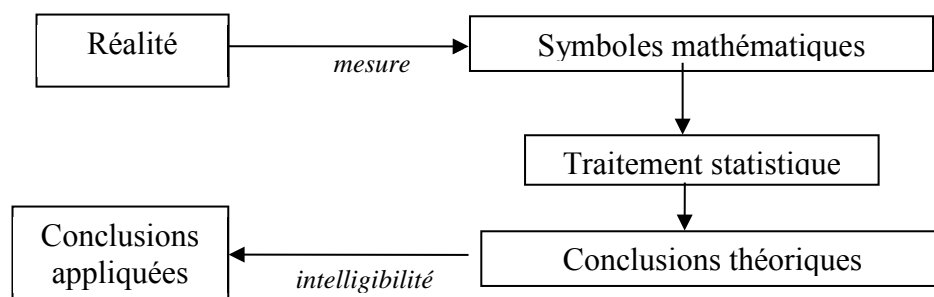 Réalité
mesure
Symboles mathématiques
Traitement statistique
Conclusions théoriques
intelligibilité
Conclusions
appliquées